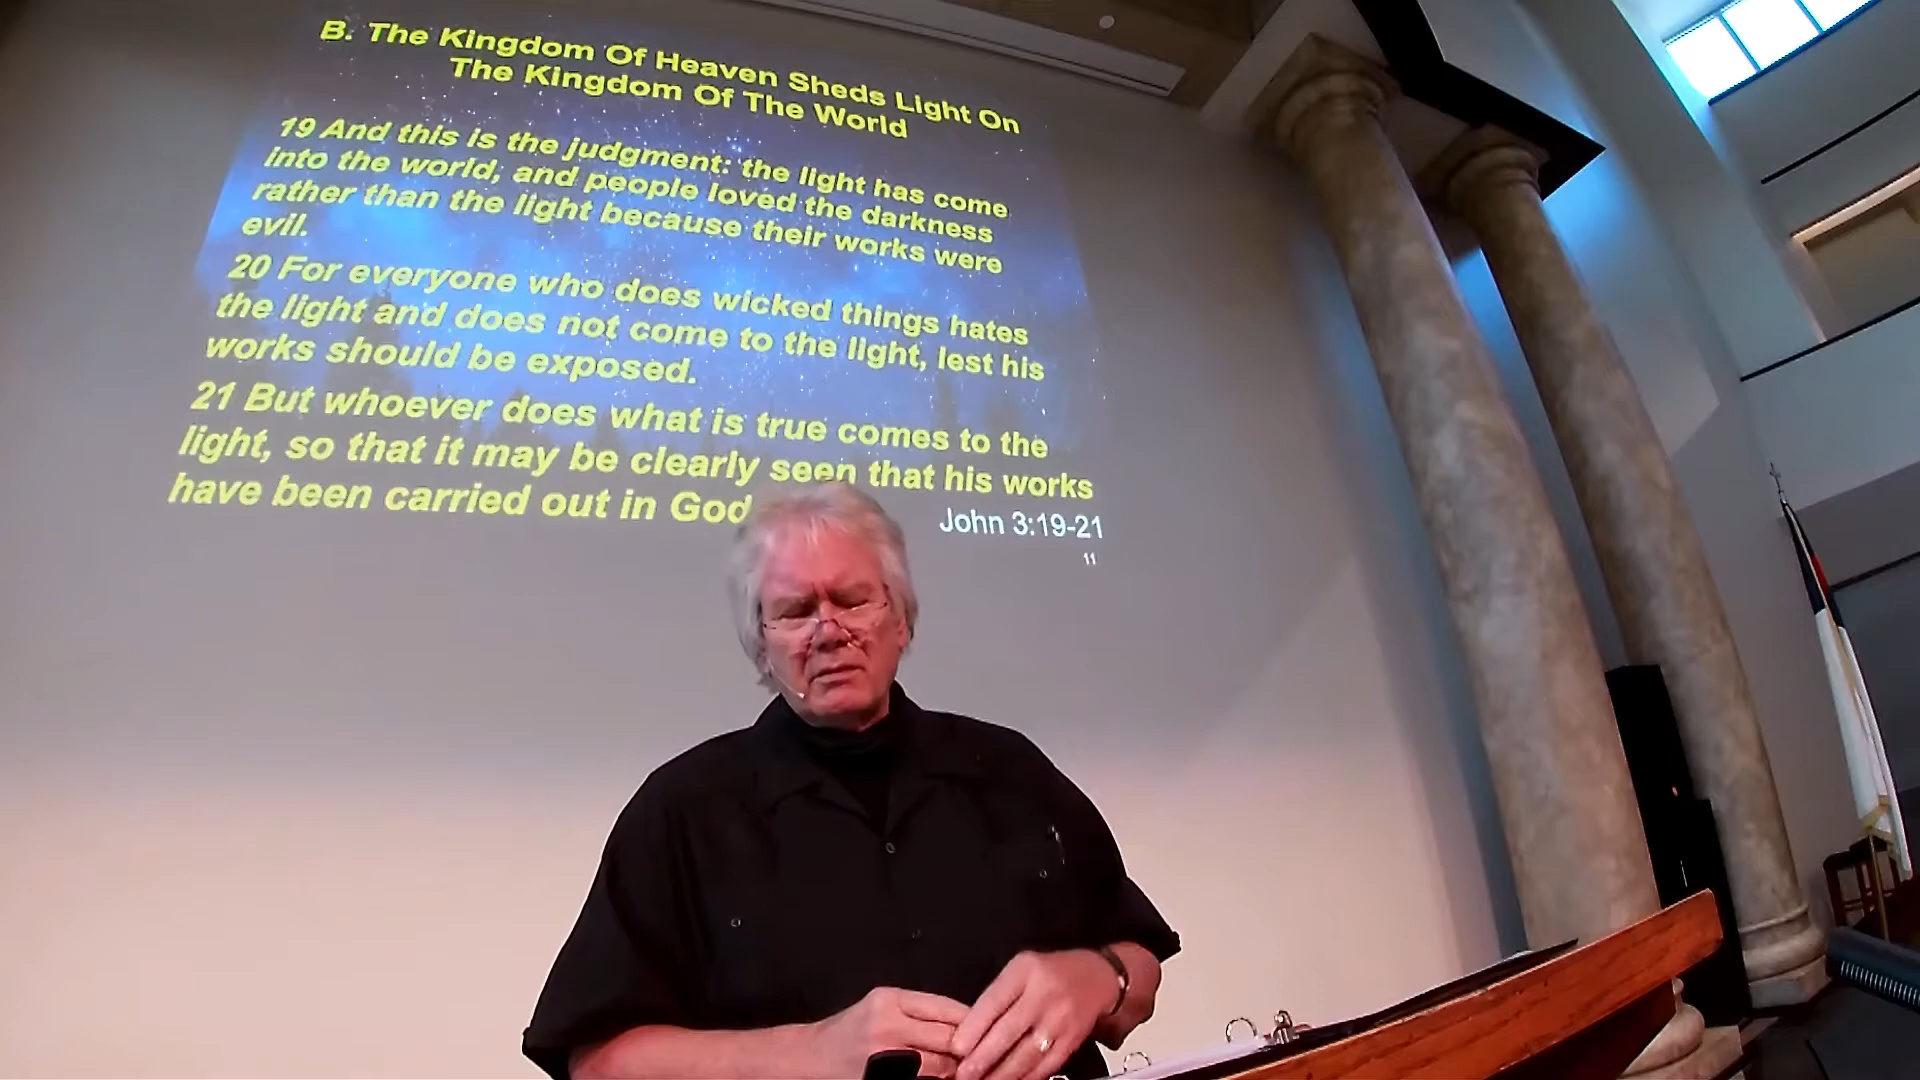 B. The Kingdom Of Heaven Sheds Light On
The Kingdom Of The World
19 And this is the judgment: the light has come
into the world, and people loved the darkness
rather than the light because their works were
evil.
20 For everyone who does wicked things hates
the light and does not come to the light, lest his
works should be exposed.
21 But whoever does what is true comes to the
light, so that it may be clearly seen that his works
have been carried out in God
John 3:19-21
11